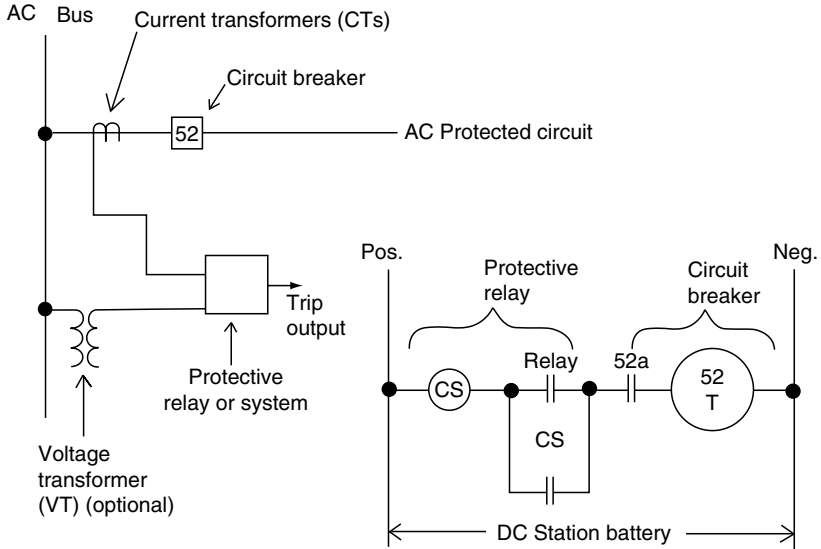 AC Bus
Current transformers (CTs)
Circuit breaker
52
AC Protected circuit
Trip
output
Protective
relay or system
Voltage
transformer
(VT) (optional)
Pos.
Neg.
Protective
relay
Circuit
breaker
CS
Relay
52a
52
T
CS
DC Station battery